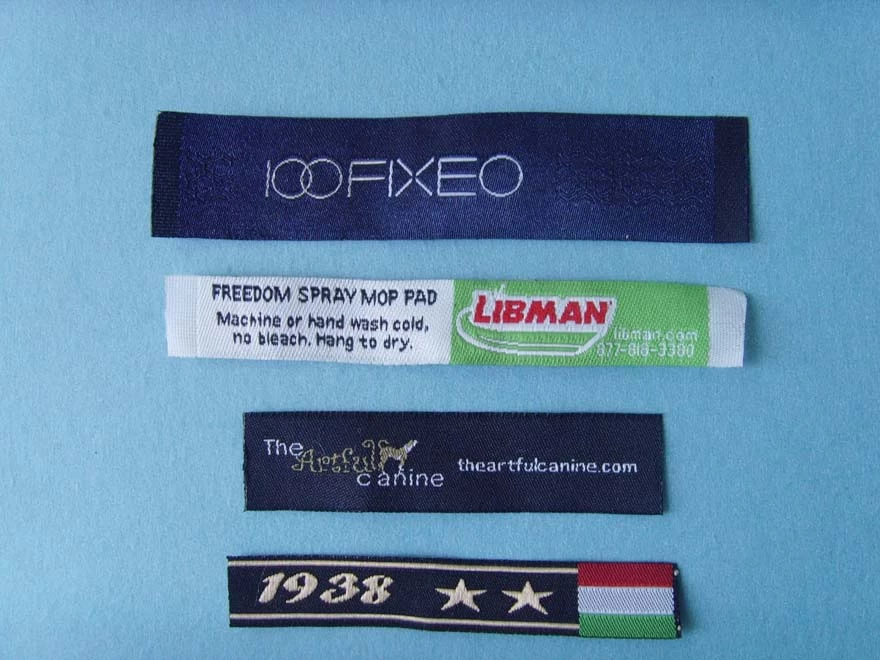 100FIXEO
FREEDOM SPRAY MOP PAD
Machine or hand wash cold,
no bleach. Hang to dry.
LIBMAN
libman.com
877-818-3380
The Artful
canine
theartfulcanine.com
1938